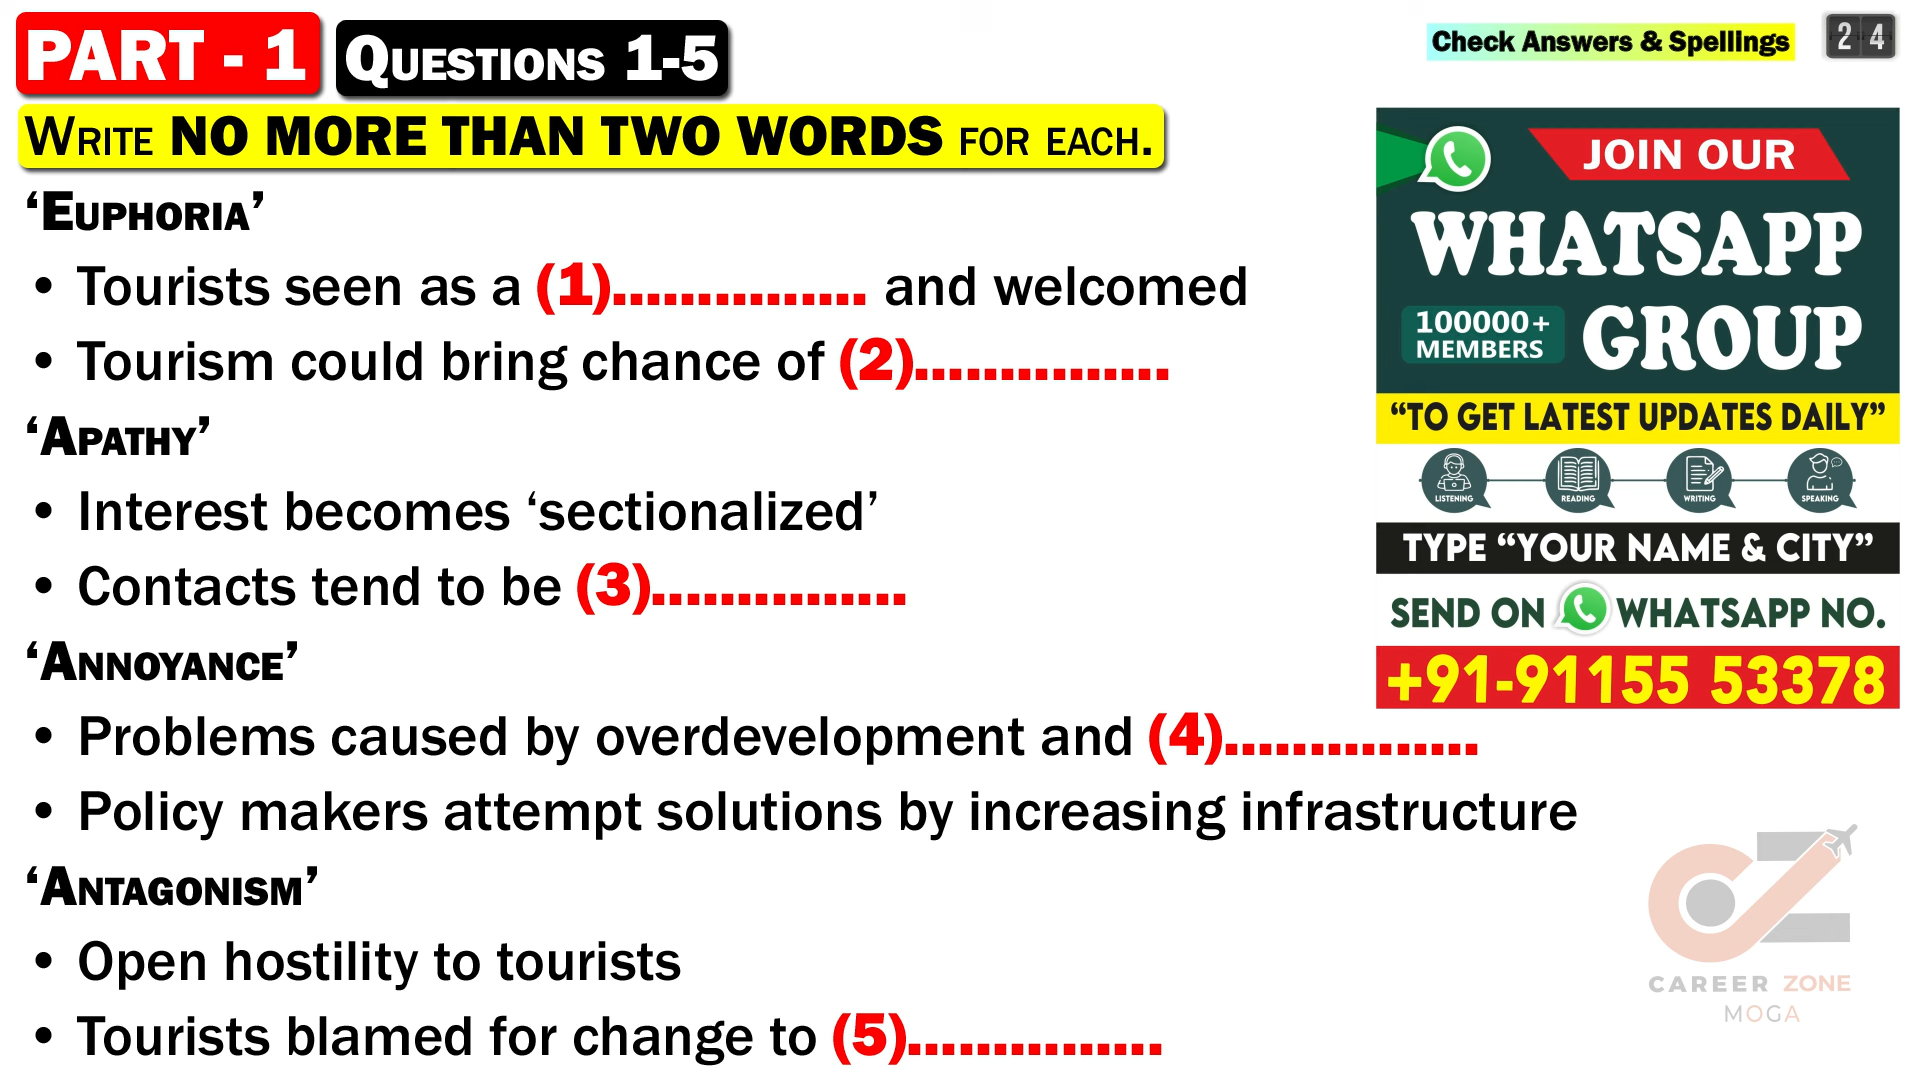 PART - 1 QUESTIONS 1-5
Check Answers & Spellings 24
WRITE NO MORE THAN TWO WORDS FOR EACH.
‘EUPHORIA’
• Tourists seen as a (1)............... and welcomed
• Tourism could bring chance of (2)...............
‘APATHY’
• Interest becomes ‘sectionalized’
• Contacts tend to be (3)...............
‘ANNOYANCE’
• Problems caused by overdevelopment and (4)...............
• Policy makers attempt solutions by increasing infrastructure
‘ANTAGONISM’
• Open hostility to tourists
• Tourists blamed for change to (5)...............
JOIN OUR
WHATSAPP
100000+
MEMBERS
GROUP
“TO GET LATEST UPDATES DAILY”
LISTENING READING WRITING SPEAKING
TYPE “YOUR NAME & CITY”
SEND ON WHATSAPP NO.
+91-91155 53378
CAREER ZONE
MOGA